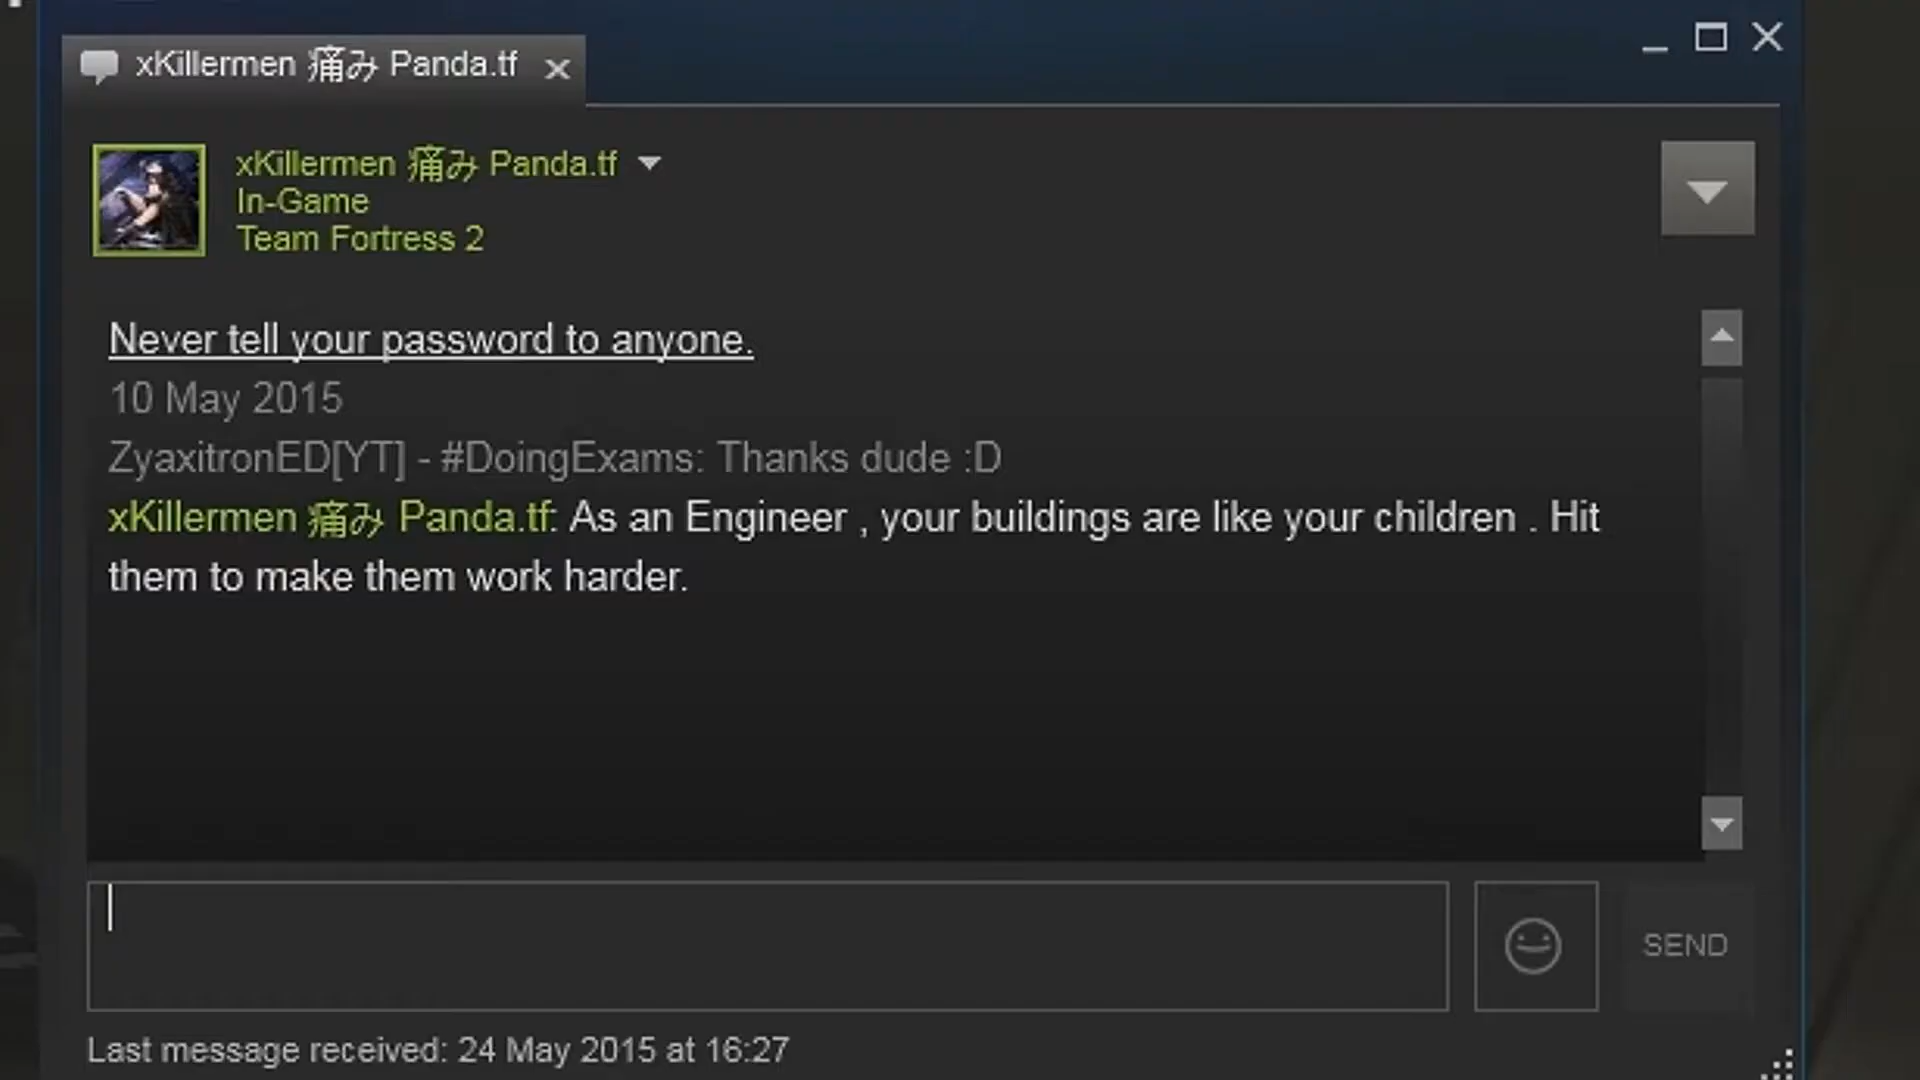 xKillermen 痛み Panda.tf
xKillermen 痛み Panda.tf
In-Game
Team Fortress 2
Never tell your password to anyone.
10 May 2015
ZyaxitronED[YT] - #DoingExams: Thanks dude :D
xKillermen 痛み Panda.tf: As an Engineer , your buildings are like your children . Hit
them to make them work harder.
SEND
Last message received: 24 May 2015 at 16:27